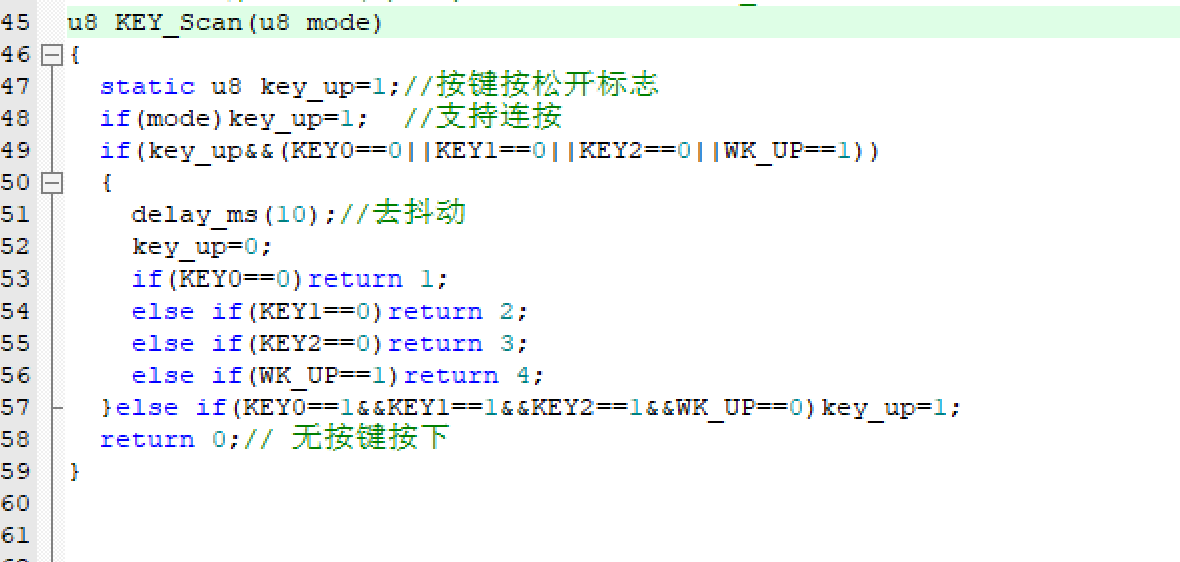 45 u8 KEY_Scan(u8 mode)
46 {
47 static u8 key_up=1;//按键按松开标志
48 if(mode)key_up=1; //支持连按
49 if(key_up&&(KEY0==0||KEY1==0||KEY2==0||WK_UP==1))
50 {
51 delay_ms(10);//去抖动
52 key_up=0;
53 if(KEY0==0)return 1;
54 else if(KEY1==0)return 2;
55 else if(KEY2==0)return 3;
56 else if(WK_UP==1)return 4;
57 }else if(KEY0==1&&KEY1==1&&KEY2==1&&WK_UP==0)key_up=1;
58 return 0;// 无按键按下
59 }
60
61